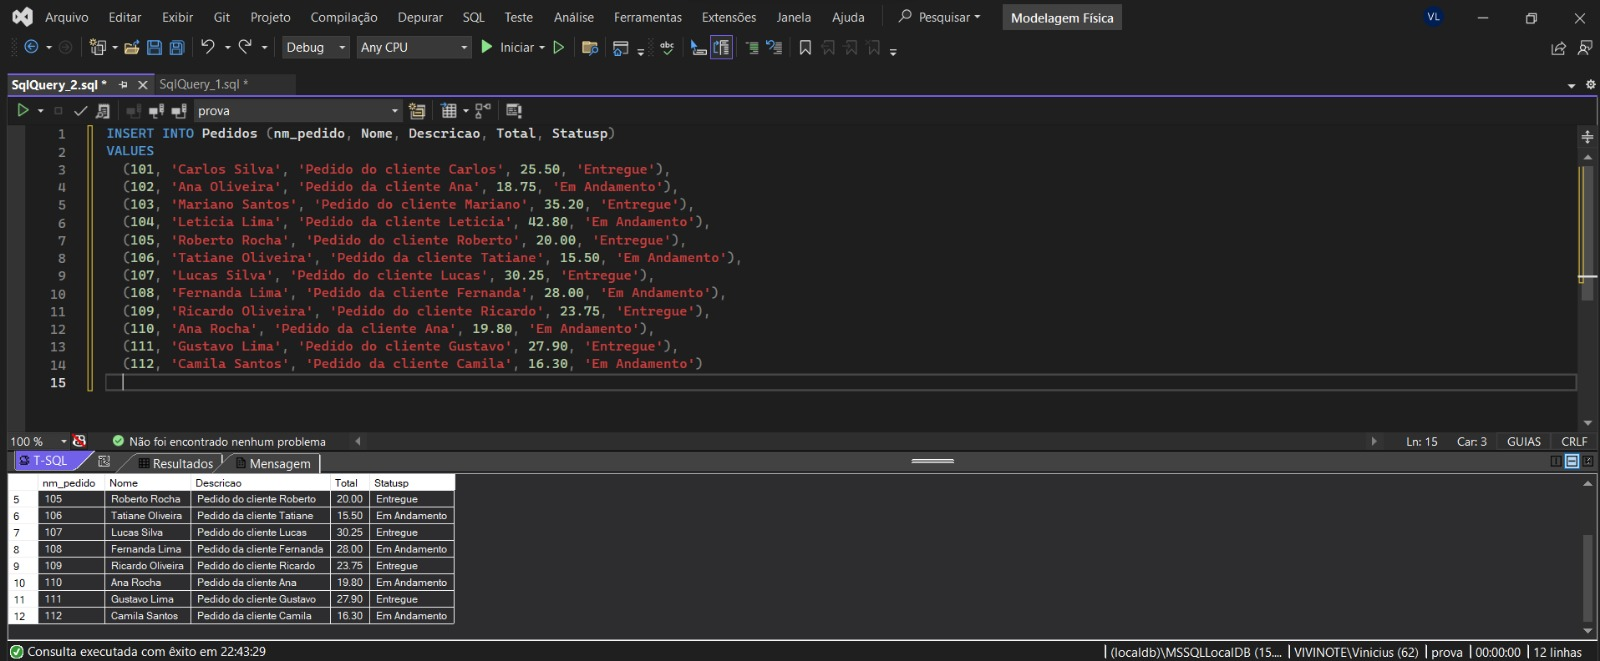 Arquivo Editar Exibir Git Projeto Compilação Depurar SQL Teste Análise Ferramentas Extensões Janela Ajuda Pesquisar Modelagem Física VL
Debug Any CPU Iniciar abc
SqlQuery_2.sql * SqlQuery_1.sql *
prova
1 INSERT INTO Pedidos (nm_pedido, Nome, Descricao, Total, Statusp)
2 VALUES
3 (101, 'Carlos Silva', 'Pedido do cliente Carlos', 25.50, 'Entregue'),
4 (102, 'Ana Oliveira', 'Pedido da cliente Ana', 18.75, 'Em Andamento'),
5 (103, 'Mariano Santos', 'Pedido do cliente Mariano', 35.20, 'Entregue'),
6 (104, 'Leticia Lima', 'Pedido da cliente Leticia', 42.80, 'Em Andamento'),
7 (105, 'Roberto Rocha', 'Pedido do cliente Roberto', 20.00, 'Entregue'),
8 (106, 'Tatiane Oliveira', 'Pedido da cliente Tatiane', 15.50, 'Em Andamento'),
9 (107, 'Lucas Silva', 'Pedido do cliente Lucas', 30.25, 'Entregue'),
10 (108, 'Fernanda Lima', 'Pedido da cliente Fernanda', 28.00, 'Em Andamento'),
11 (109, 'Ricardo Oliveira', 'Pedido do cliente Ricardo', 23.75, 'Entregue'),
12 (110, 'Ana Rocha', 'Pedido da cliente Ana', 19.80, 'Em Andamento'),
13 (111, 'Gustavo Lima', 'Pedido do cliente Gustavo', 27.90, 'Entregue'),
14 (112, 'Camila Santos', 'Pedido da cliente Camila', 16.30, 'Em Andamento')
15
100 % Não foi encontrado nenhum problema Ln: 15 Car: 3 GUIAS CRLF
T-SQL Resultados Mensagem
nm_pedido Nome Descricao Total Statusp
5 105 Roberto Rocha Pedido do cliente Roberto 20.00 Entregue
6 106 Tatiane Oliveira Pedido da cliente Tatiane 15.50 Em Andamento
7 107 Lucas Silva Pedido do cliente Lucas 30.25 Entregue
8 108 Fernanda Lima Pedido da cliente Fernanda 28.00 Em Andamento
9 109 Ricardo Oliveira Pedido do cliente Ricardo 23.75 Entregue
10 110 Ana Rocha Pedido da cliente Ana 19.80 Em Andamento
11 111 Gustavo Lima Pedido do cliente Gustavo 27.90 Entregue
12 112 Camila Santos Pedido da cliente Camila 16.30 Em Andamento
Consulta executada com êxito em 22:43:29 (localdb)\MSSQLLocalDB (15.... VIVINOTE\Vinicius (62) prova 00:00:00 12 linhas